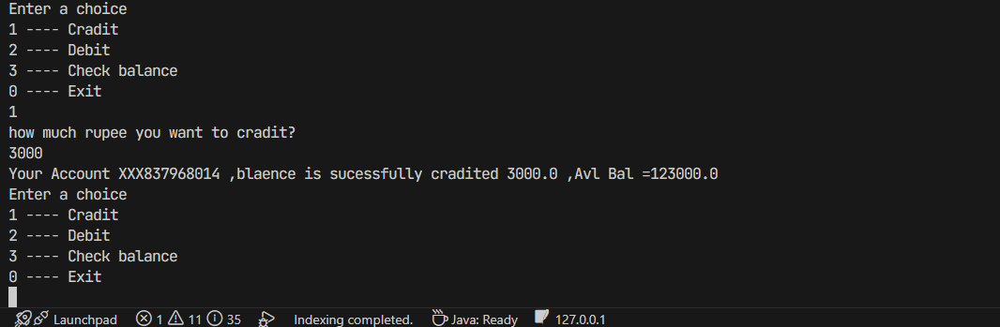 Enter a choice
1 ---- Cradit
2 ---- Debit
3 ---- Check balance
0 ---- Exit
1
how much rupee you want to cradit?
3000
Your Account XXX837968014 ,blaence is sucessfully cradited 3000.0 ,Avl Bal =123000.0
Enter a choice
1 ---- Cradit
2 ---- Debit
3 ---- Check balance
0 ---- Exit
Launchpad 1 11 35 Indexing completed. Java: Ready 127.0.0.1